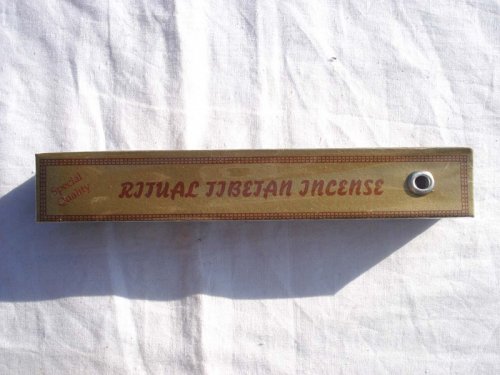 Special
Quality
RITUAL TIBETAN INCENSE